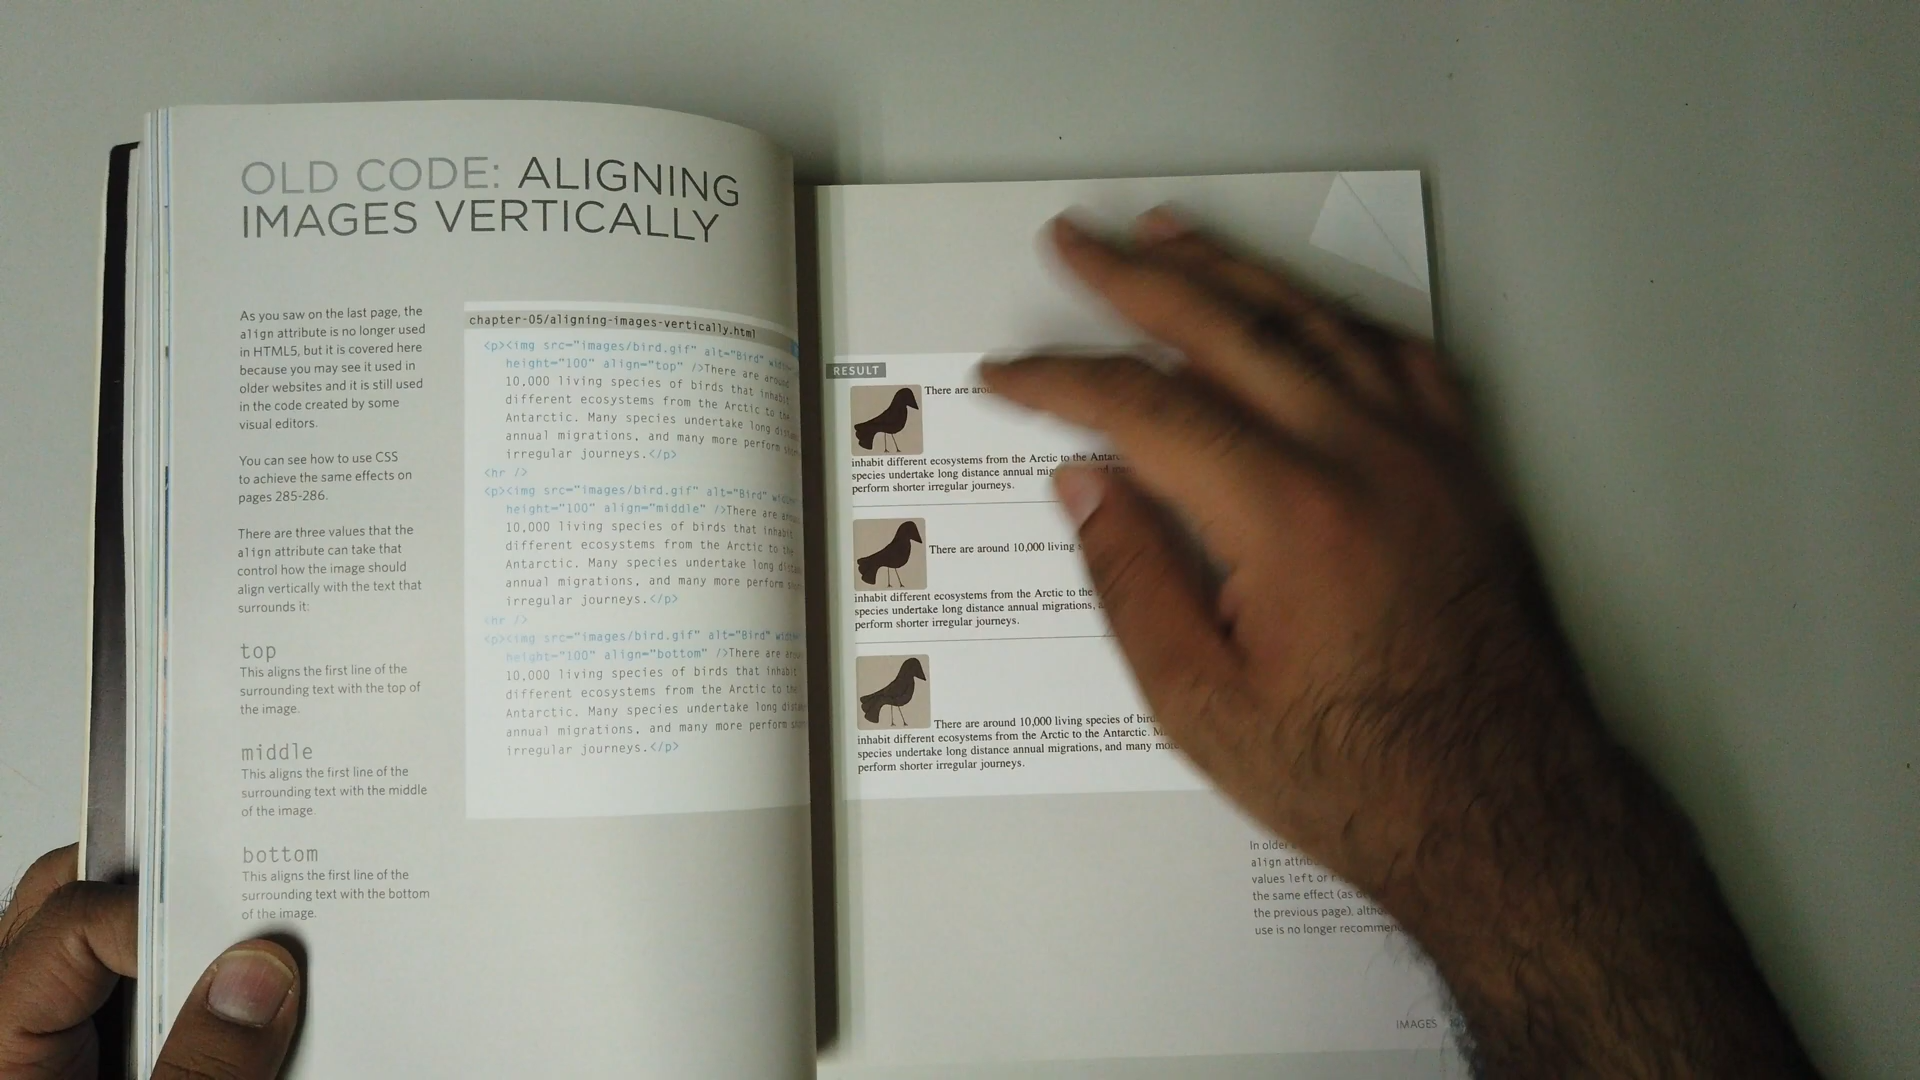 OLD CODE: ALIGNING
IMAGES VERTICALLY
As you saw on the last page, the
align attribute is no longer used
in HTML5, but it is covered here
because you may see it used in
older websites and it is still used
in the code created by some
visual editors.
You can see how to use CSS
to achieve the same effects on
pages 285-286.
There are three values that the
align attribute can take that
control how the image should
align vertically with the text that
surrounds it:
top
This aligns the first line of the
surrounding text with the top of
the image.
middle
This aligns the first line of the
surrounding text with the middle
of the image.
bottom
This aligns the first line of the
surrounding text with the bottom
of the image.
chapter-05/aligning-images-vertically.html
<p><img src="images/bird.gif" alt="Bird"
height="100" align="top" />There are around
10,000 living species of birds that inhabit
different ecosystems from the Arctic to the
Antarctic. Many species undertake long
annual migrations, and many more perform
irregular journeys.</p>
<hr />
<p><img src="images/bird.gif" alt="Bird"
height="100" align="middle" />There are
10,000 living species of birds that inhabit
different ecosystems from the Arctic to the
Antarctic. Many species undertake long
annual migrations, and many more perform
irregular journeys.</p>
<hr />
<p><img src="images/bird.gif" alt="Bird"
height="100" align="bottom" />There are
10,000 living species of birds that inhabit
different ecosystems from the Arctic to the
Antarctic. Many species undertake long
annual migrations, and many more perform
irregular journeys.</p>
RESULT
There are
inhabit different ecosystems from the Arctic to the
species undertake long distance annual
perform shorter irregular journeys.
There are around 10,000 living
inhabit different ecosystems from the Arctic to the
species undertake long distance annual migrations,
perform shorter irregular journeys.
There are around 10,000 living species of
inhabit different ecosystems from the Arctic to the Antarctic.
species undertake long distance annual migrations, and many
perform shorter irregular journeys.
In older
align
values left or
the same effect (as
the previous page),
use is no longer
IMAGES